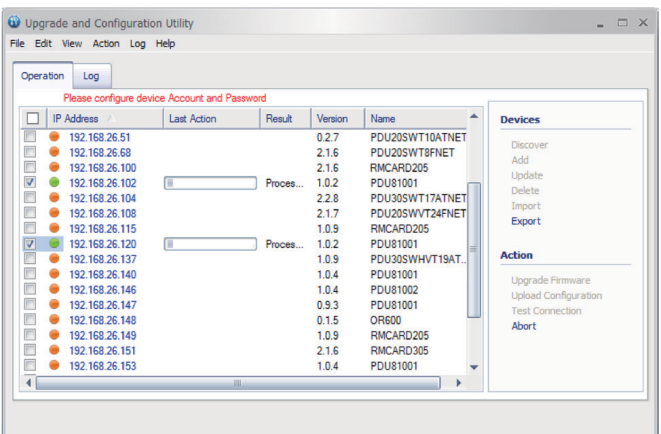 Upgrade and Configuration Utility
File Edit View Action Log Help
Operation Log
Please configure device Account and Password
IP Address Last Action Result Version Name
192.168.26.51 0.2.7 PDU20SWT10ATNET
192.168.26.68 2.1.6 PDU20SWT8FNET
192.168.26.100 2.1.6 RMCARD205
192.168.26.102 Proces... 1.0.2 PDU81001
192.168.26.104 2.2.8 PDU30SWT17ATNET
192.168.26.108 2.1.7 PDU20SWVT24FNET
192.168.26.115 1.0.9 RMCARD205
192.168.26.120 Proces... 1.0.2 PDU81001
192.168.26.137 1.0.9 PDU30SWHVT19AT...
192.168.26.140 1.0.4 PDU81001
192.168.26.146 1.0.4 PDU81002
192.168.26.147 0.9.3 PDU81001
192.168.26.148 0.1.5 OR600
192.168.26.149 1.0.9 RMCARD205
192.168.26.151 2.1.6 RMCARD305
192.168.26.153 1.0.4 PDU81001
Devices
Discover
Add
Update
Delete
Import
Export
Action
Upgrade Firmware
Upload Configuration
Test Connection
Abort